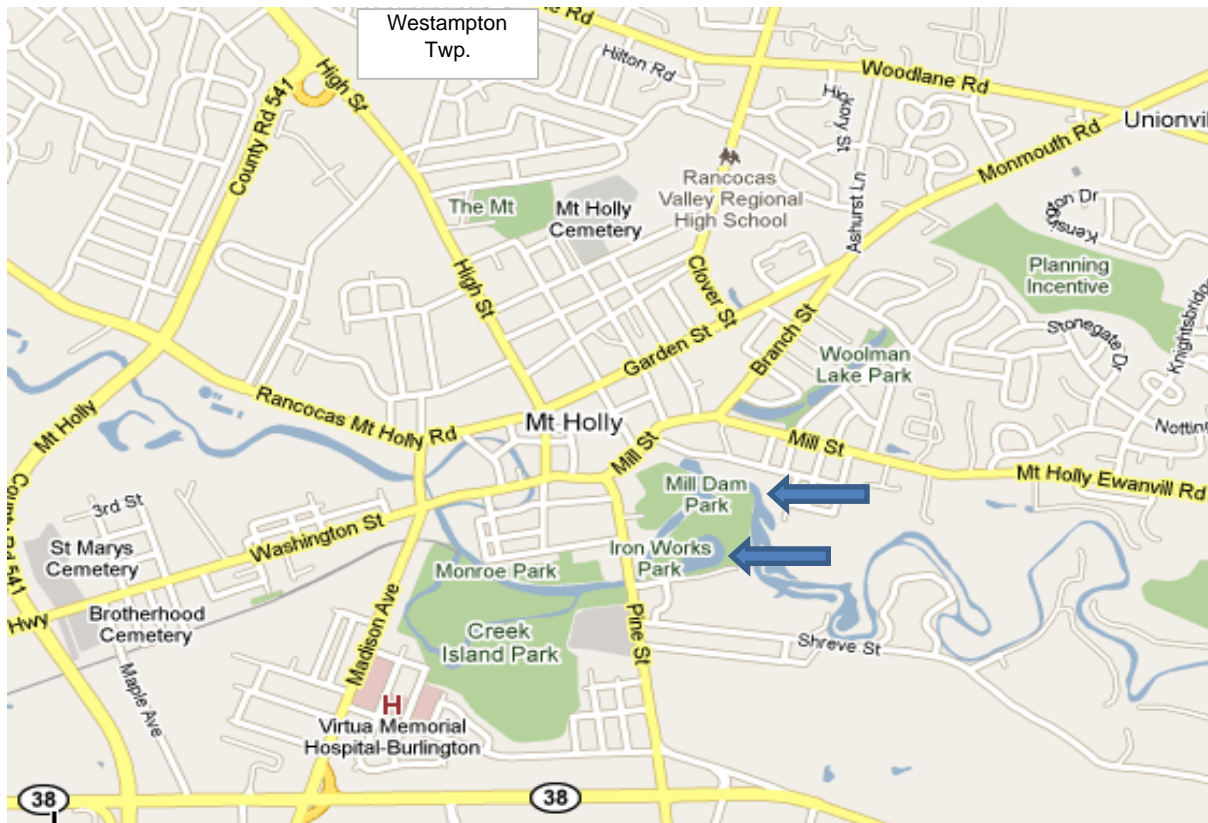 Westampton
Twp.
Rd
Hilton Rd
Woodlane Rd
Hickory St
High St
County Rd 541
Unionvil
Monmouth Rd
Rancocas
Valley Regional
High School
Ashurst Ln
The Mt
Mt Holly
Cemetery
Kensington Dr
Planning
Incentive
High St
Clover St
Garden St
Branch St
Woolman
Lake Park
Stonegate Dr
Knightsbridge
Notting
Rancocas Mt Holly Rd
Mt Holly
Mt Holly
Mill St
Mill St
Mt Holly Ewanvill Rd
Mill Dam
Park
County Rd 541
3rd St
Washington St
St Marys
Cemetery
Iron Works
Park
Monroe Park
Hwy
Brotherhood
Cemetery
Madison Ave
Creek
Island Park
Pine St
Shreve St
Maple Ave
H
Virtua Memorial
Hospital-Burlington
38
38